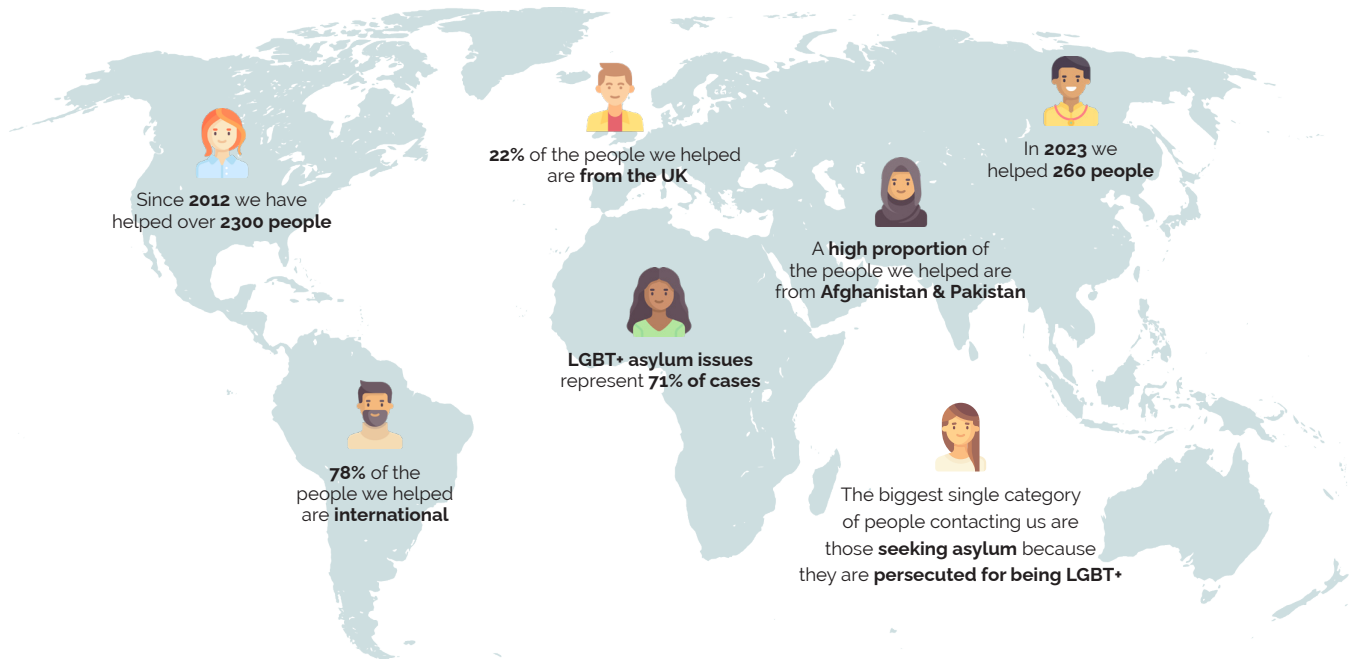 Since 2012 we have
helped over 2300 people
22% of the people we helped
are from the UK
In 2023 we
helped 260 people
A high proportion of
the people we helped are
from Afghanistan & Pakistan
LGBT+ asylum issues
represent 71% of cases
78% of the
people we helped
are international
The biggest single category
of people contacting us are
those seeking asylum because
they are persecuted for being LGBT+